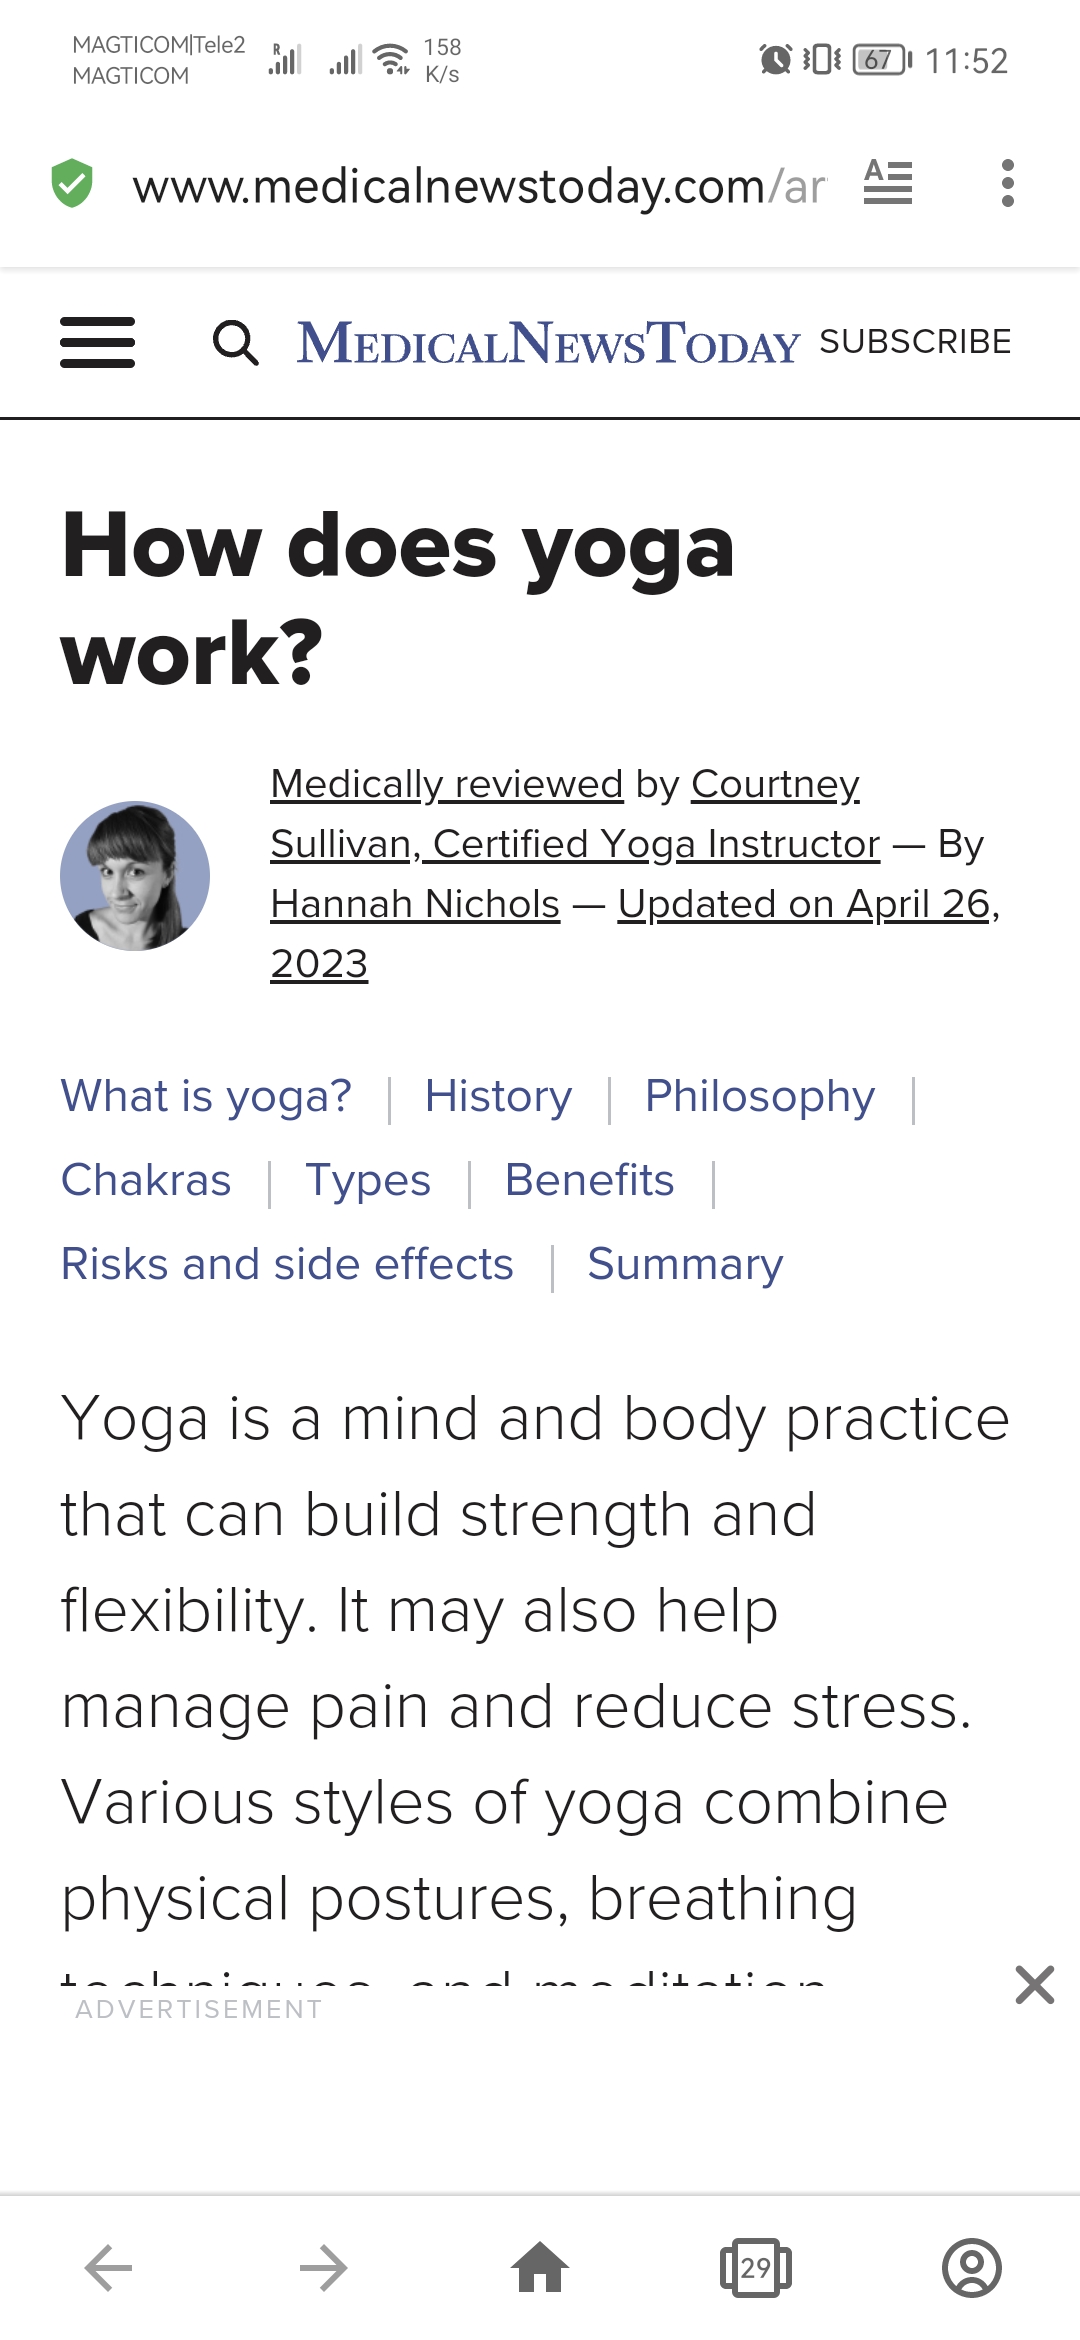 MAGTICOM|Tele2
MAGTICOM
R
158
K/s
67
11:52
www.medicalnewstoday.com/ar
A
MEDICALNEWSTODAY SUBSCRIBE
How does yoga
work?
Medically reviewed by Courtney
Sullivan, Certified Yoga Instructor — By
Hannah Nichols — Updated on April 26,
2023
What is yoga? | History | Philosophy |
Chakras | Types | Benefits |
Risks and side effects | Summary
Yoga is a mind and body practice
that can build strength and
flexibility. It may also help
manage pain and reduce stress.
Various styles of yoga combine
physical postures, breathing
techniques, and meditation
ADVERTISEMENT
29